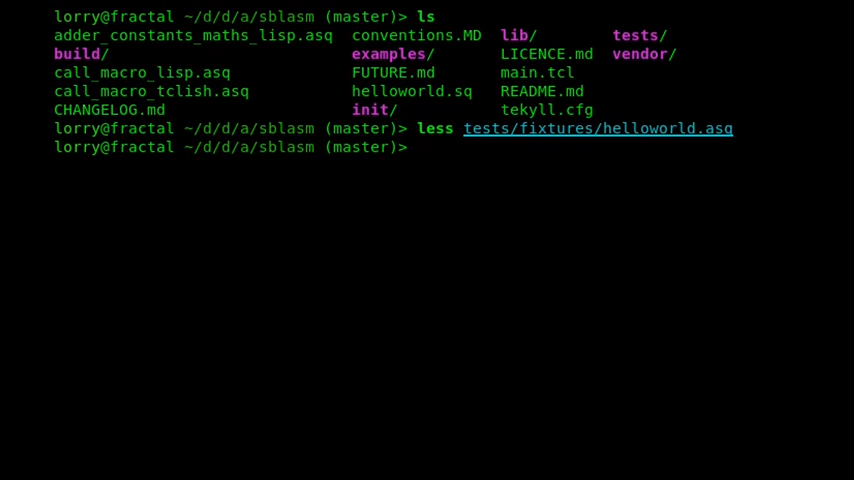 lorry@fractal ~/d/d/a/sblasm (master)> ls
adder_constants_maths_lisp.asq  conventions.MD  lib/        tests/
build/                          examples/       LICENCE.md  vendor/
call_macro_lisp.asq             FUTURE.md       main.tcl
call_macro_tclish.asq           helloworld.sq   README.md
CHANGELOG.md                    init/           tekyll.cfg
lorry@fractal ~/d/d/a/sblasm (master)> less tests/fixtures/helloworld.asq
lorry@fractal ~/d/d/a/sblasm (master)>